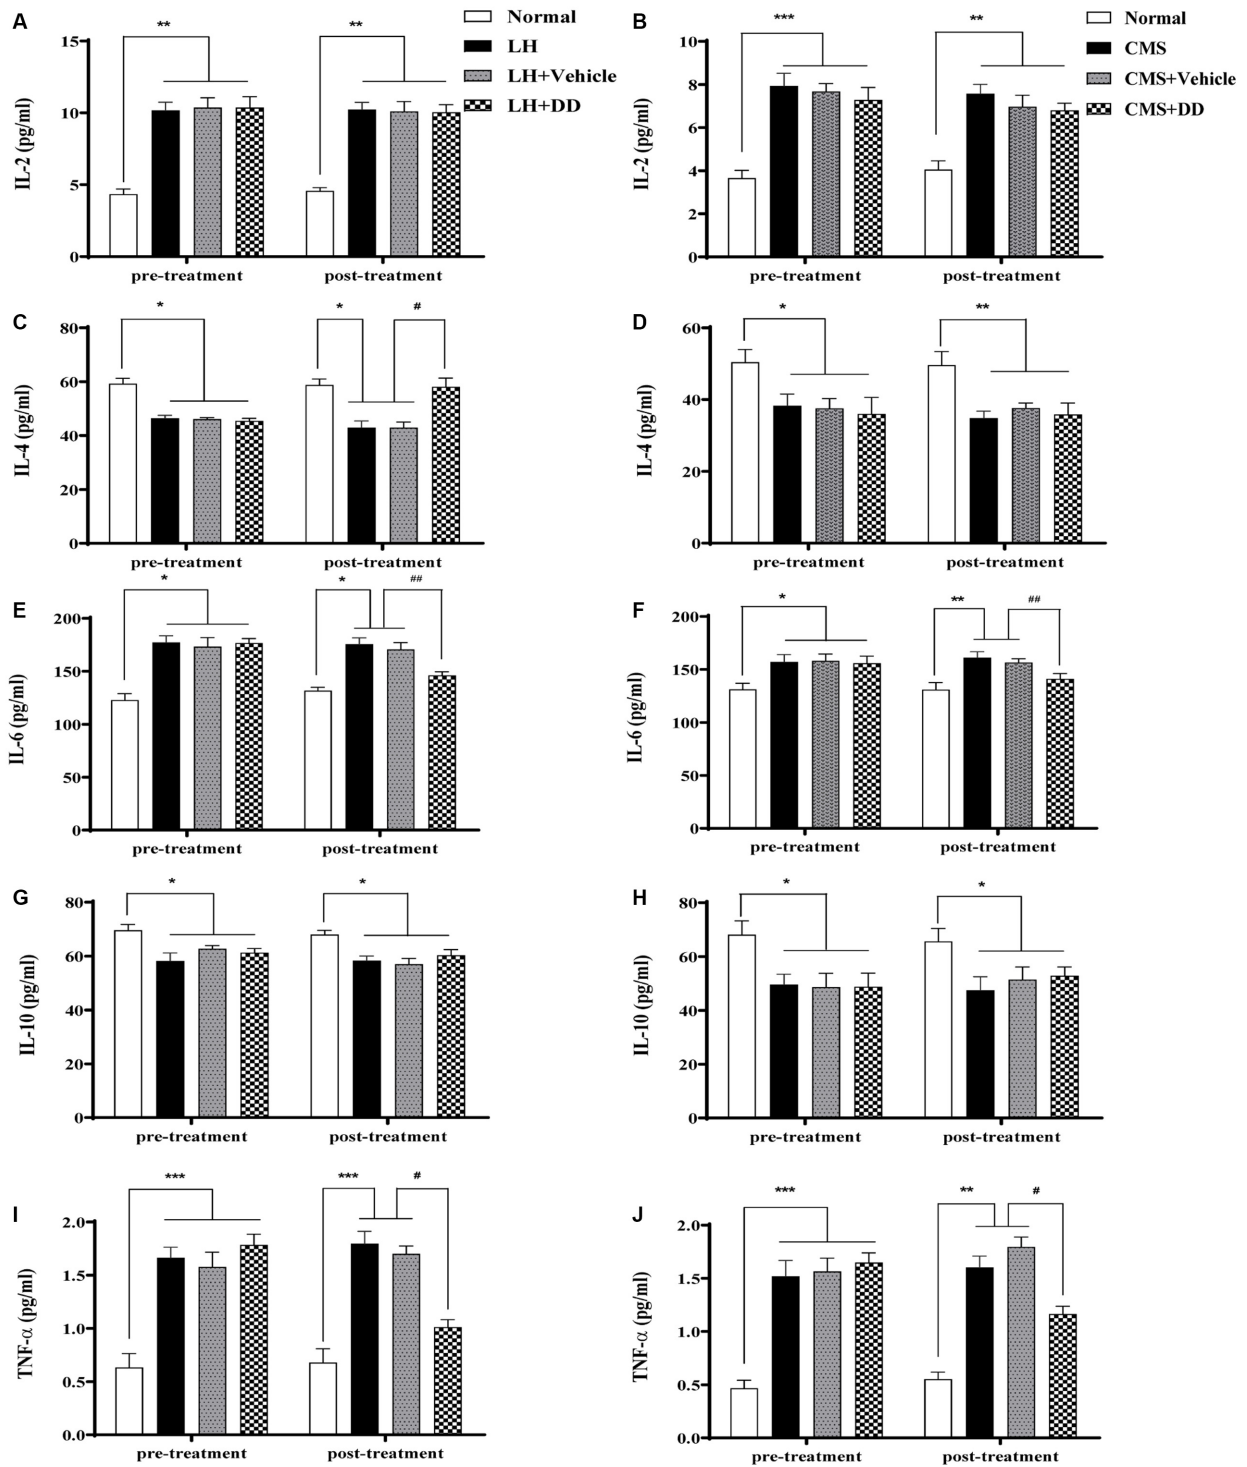 A
** **
Normal
LH
LH+Vehicle
LH+DD
IL-2 (pg/ml)
15
10
5
0
pre-treatment post-treatment
B
*** **
Normal
CMS
CMS+Vehicle
CMS+DD
IL-2 (pg/ml)
10
8
6
4
2
0
pre-treatment post-treatment
C
* * #
IL-4 (pg/ml)
80
60
40
20
0
pre-treatment post-treatment
D
* **
IL-4 (pg/ml)
60
40
20
0
pre-treatment post-treatment
E
* * ##
IL-6 (pg/ml)
200
150
100
50
0
pre-treatment post-treatment
F
* ** ##
IL-6 (pg/ml)
200
150
100
50
0
pre-treatment post-treatment
G
* *
IL-10 (pg/ml)
80
60
40
20
0
pre-treatment post-treatment
H
* *
IL-10 (pg/ml)
80
60
40
20
0
pre-treatment post-treatment
I
*** *** #
TNF-α (pg/ml)
2.0
1.5
1.0
0.5
0.0
pre-treatment post-treatment
J
*** ** #
TNF-α (pg/ml)
2.0
1.5
1.0
0.5
0.0
pre-treatment post-treatment